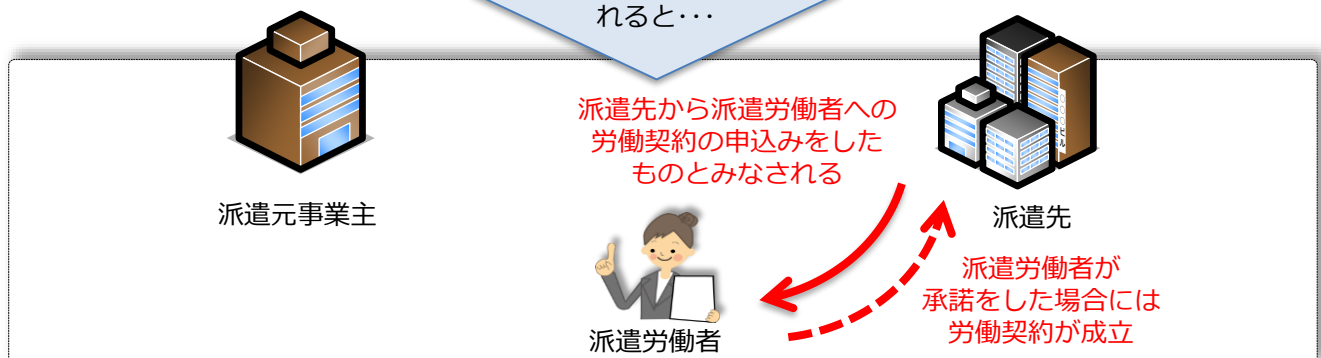 れると･･･
派遣先から派遣労働者への
労働契約の申込みをした
ものとみなされる
○○○ビル
派遣元事業主
派遣先
派遣労働者が
承諾をした場合には
労働契約が成立
派遣労働者